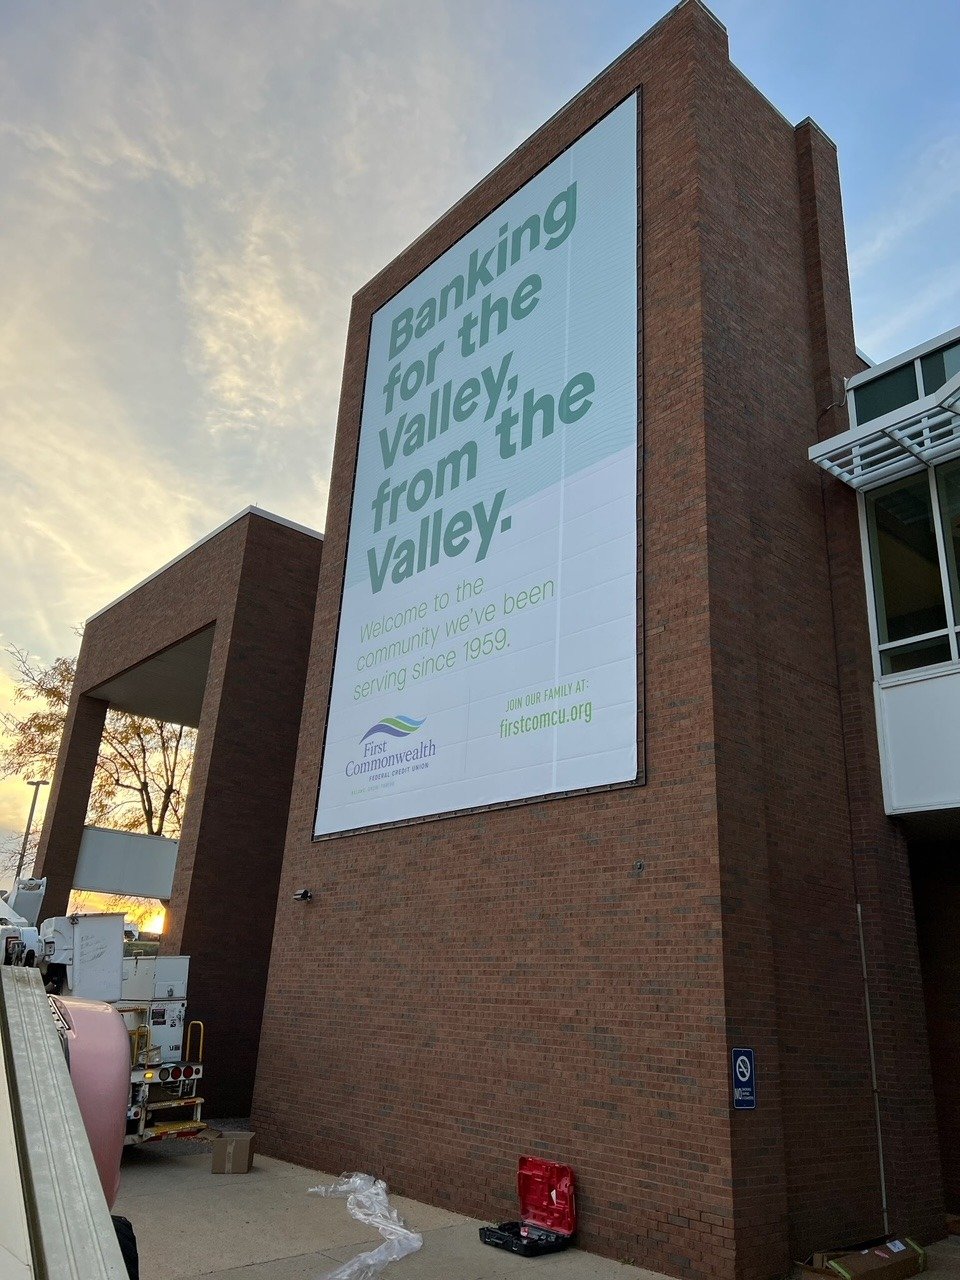 Banking
for the
Valley,
from the
Valley.
Welcome to the
community we've been
serving since 1959.
JOIN OUR FAMILY AT:
firstcomcu.org
First
Commonwealth
FEDERAL CREDIT UNION
NO